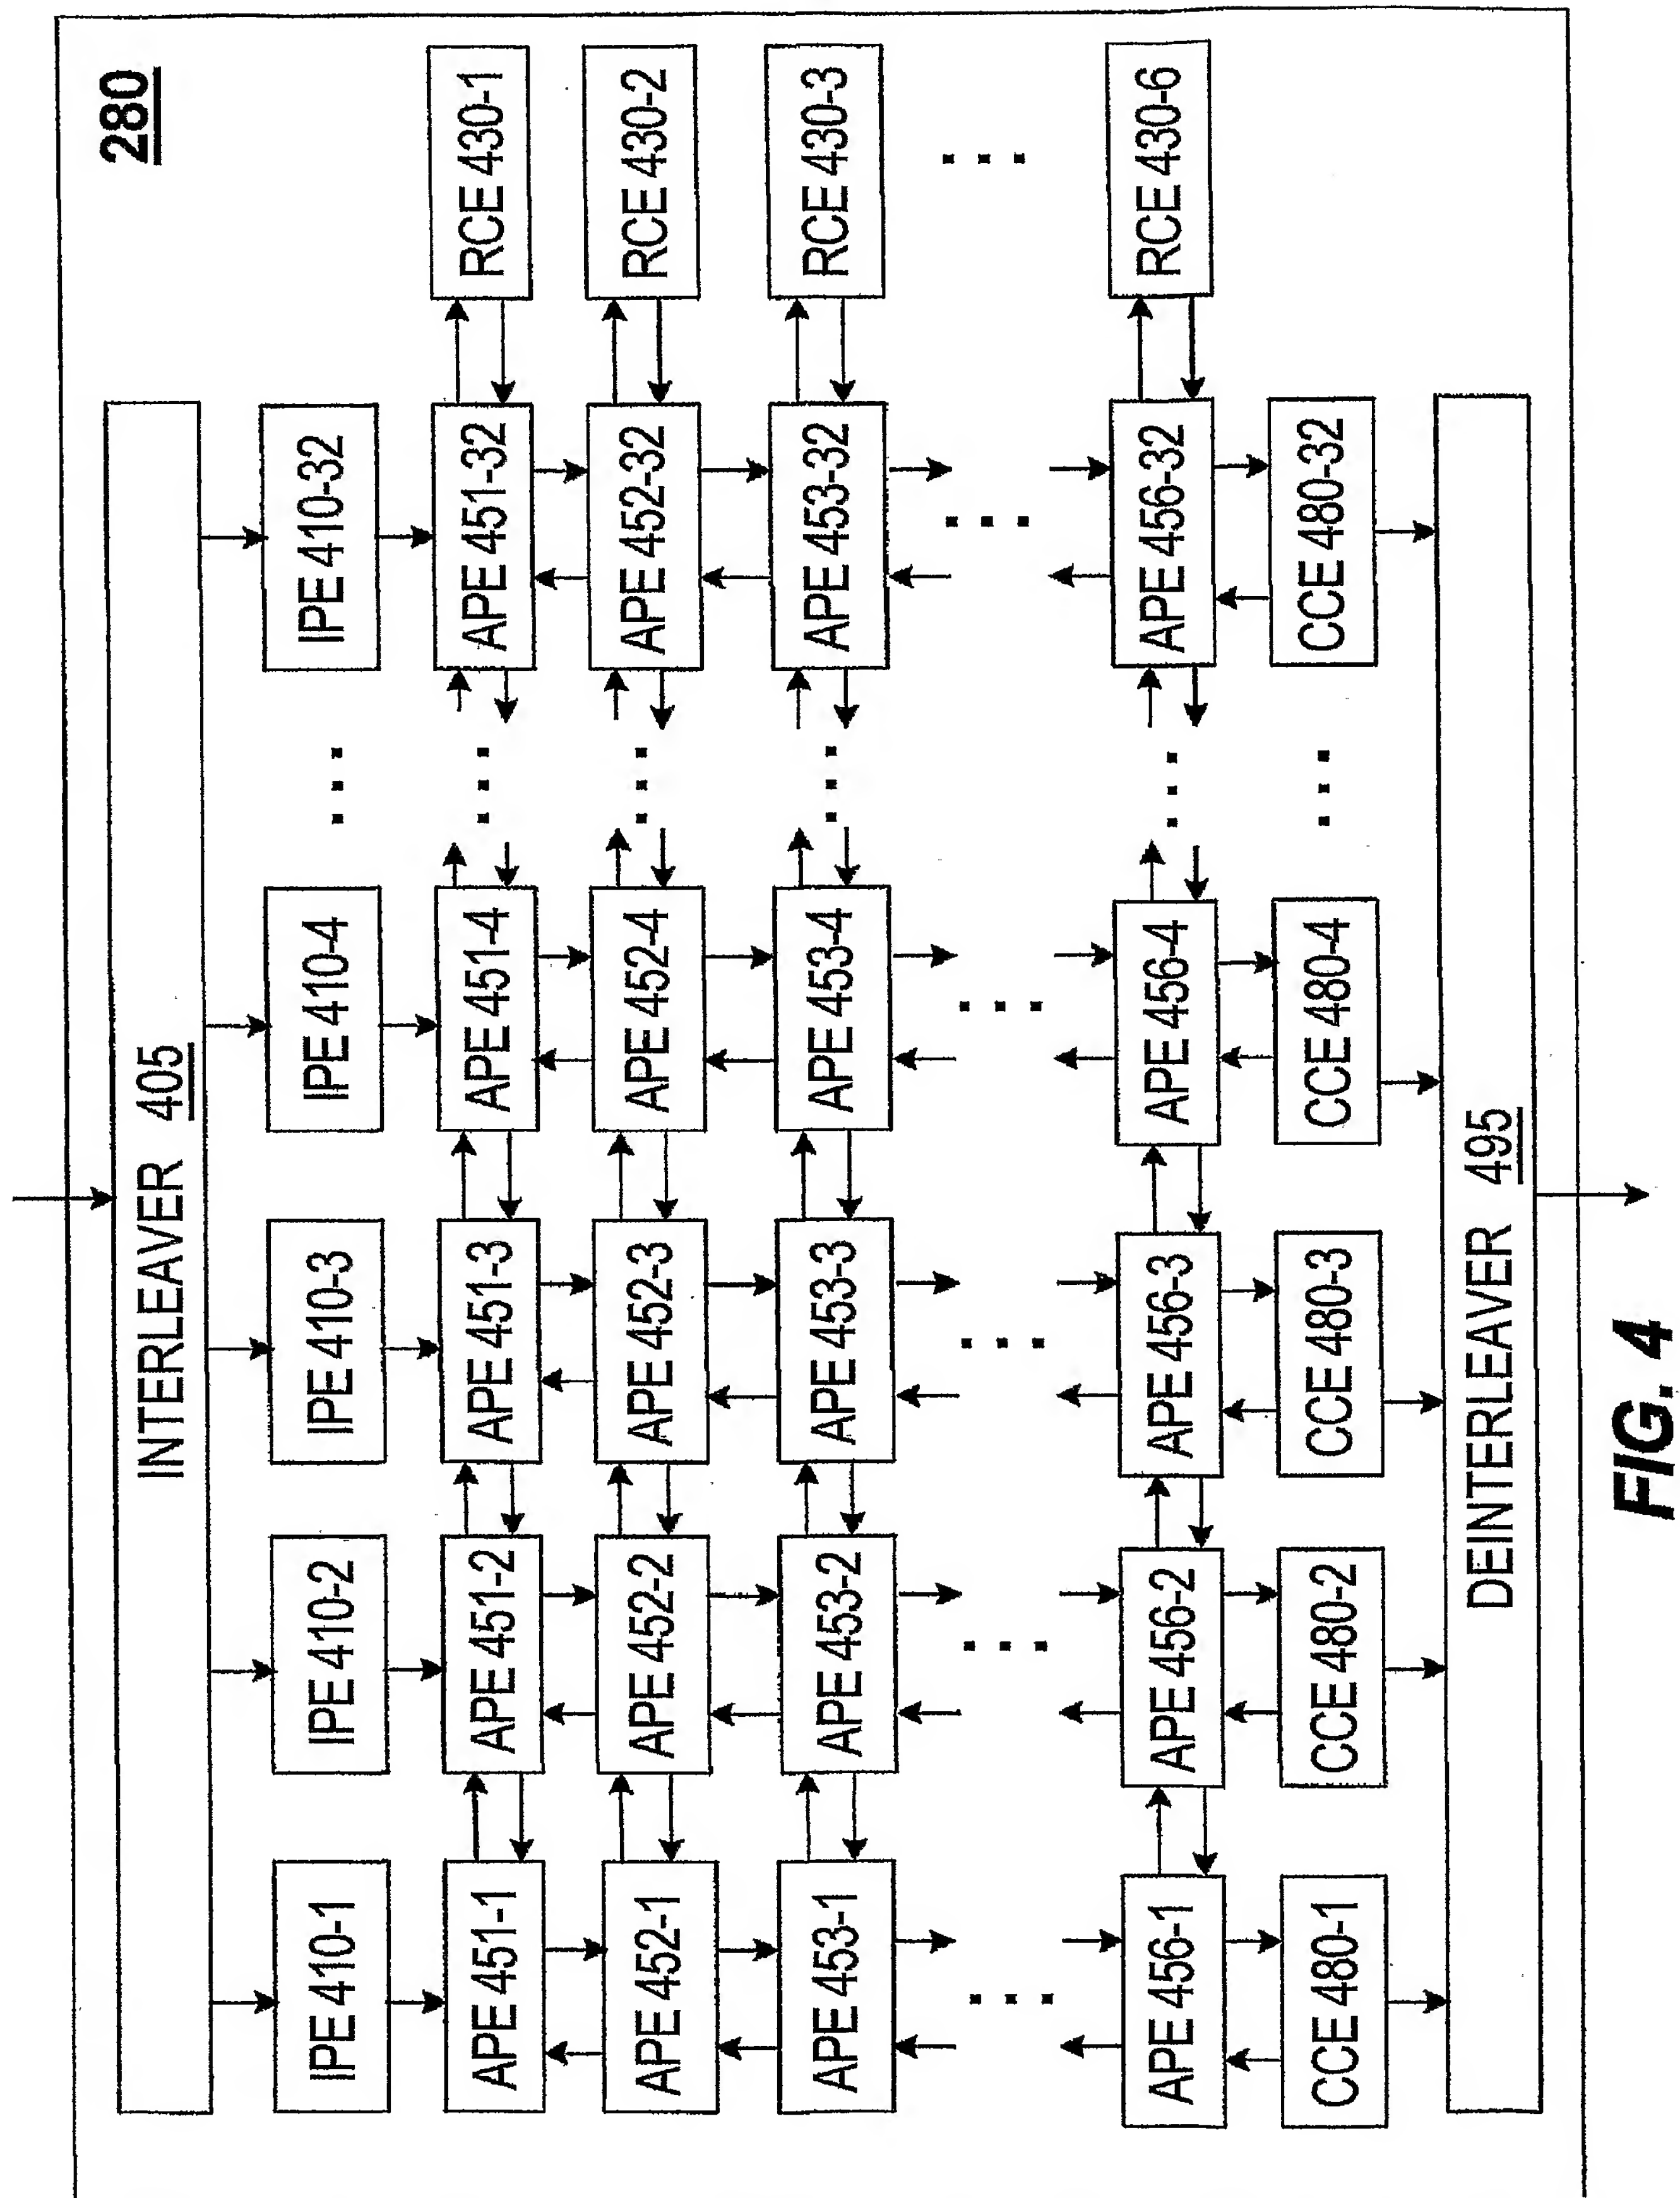 280
INTERLEAVER 405
IPE 410-1
IPE 410-2
IPE 410-3
IPE 410-4
IPE 410-32
APE 451-1
APE 451-2
APE 451-3
APE 451-4
APE 451-32
RCE 430-1
APE 452-1
APE 452-2
APE 452-3
APE 452-4
APE 452-32
RCE 430-2
APE 453-1
APE 453-2
APE 453-3
APE 453-4
APE 453-32
RCE 430-3
APE 456-1
APE 456-2
APE 456-3
APE 456-4
APE 456-32
RCE 430-6
CCE 480-1
CCE 480-2
CCE 480-3
CCE 480-4
CCE 480-32
DEINTERLEAVER 495
FIG. 4